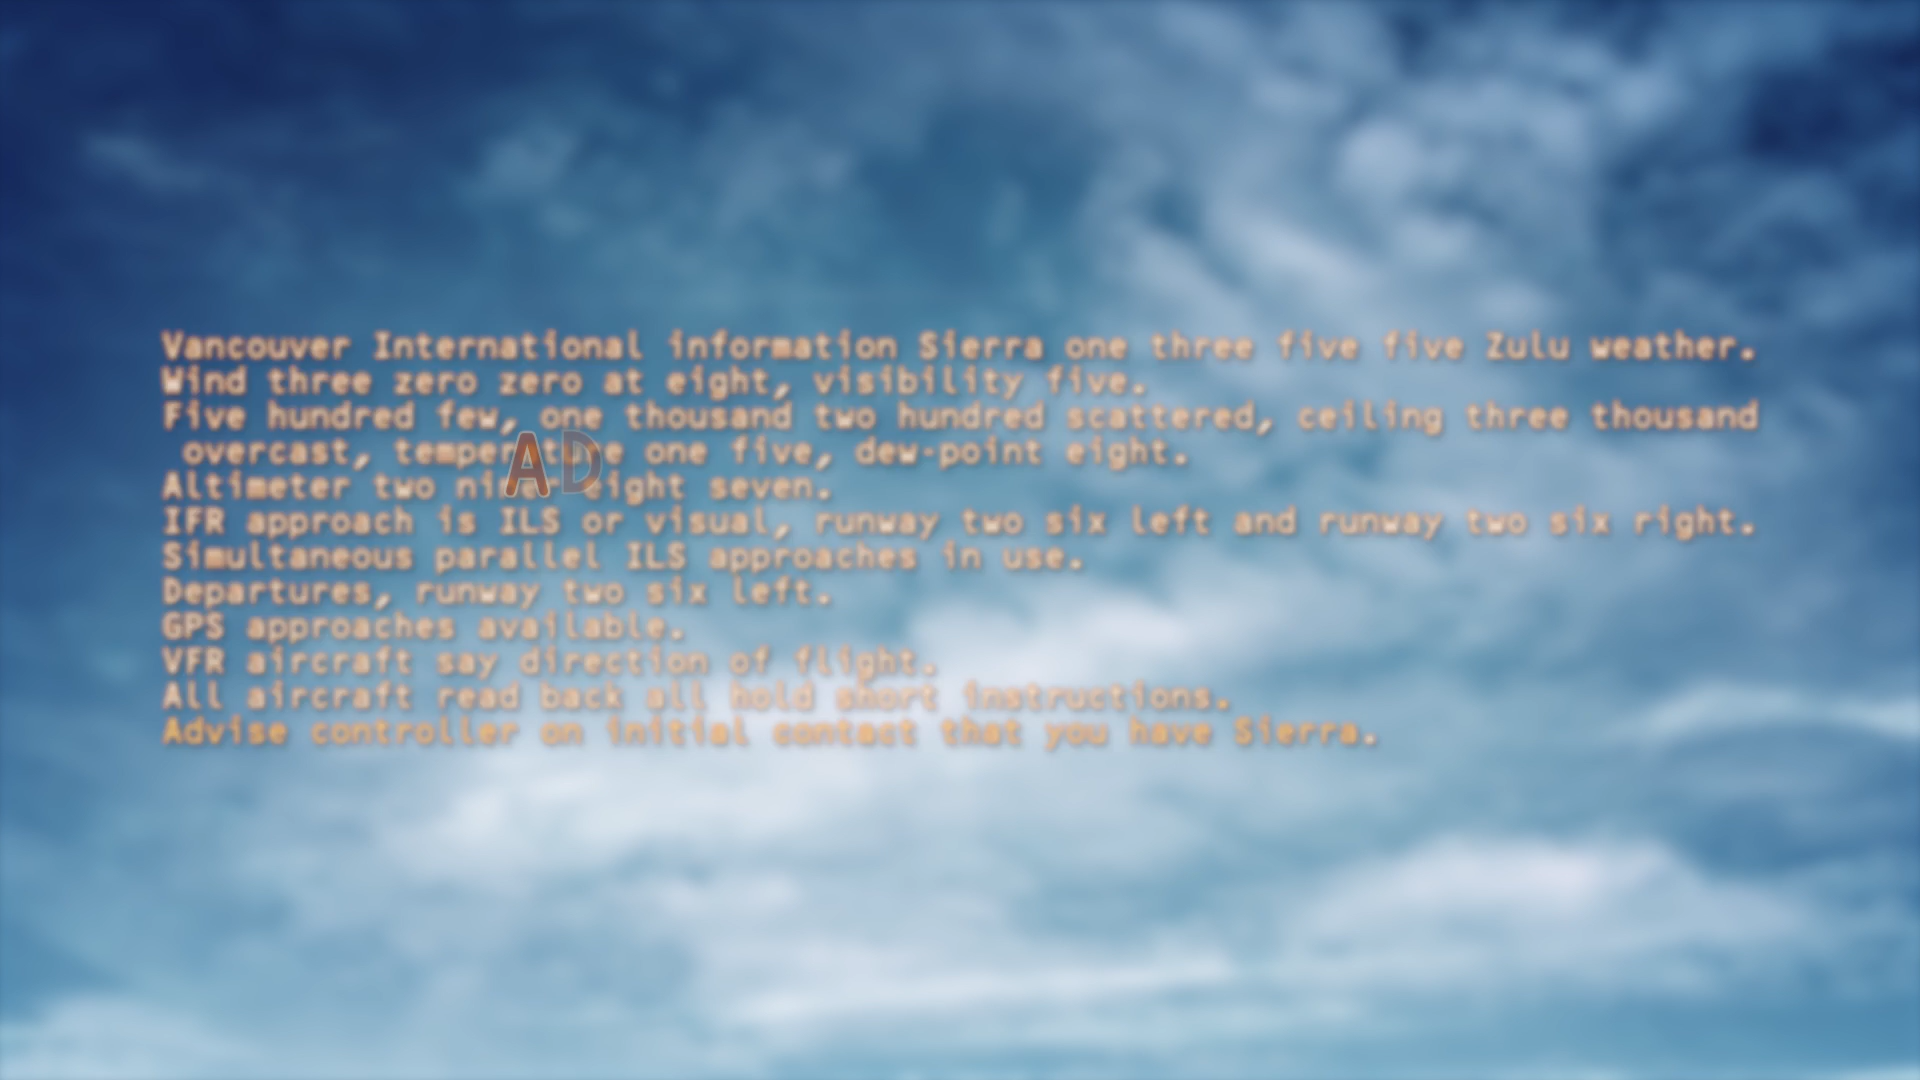 Vancouver International information Sierra one three five five Zulu weather.
Wind three zero zero at eight, visibility five.
Five hundred few, one thousand two hundred scattered, ceiling three thousand
overcast, temperature one five, dew-point eight.
AD
Altimeter two niner eight seven.
IFR approach is ILS or visual, runway two six left and runway two six right.
Simultaneous parallel ILS approaches in use.
Departures, runway two six left.
GPS approaches available.
VFR aircraft say direction of flight.
All aircraft read back all hold short instructions.
Advise controller on initial contact that you have Sierra.